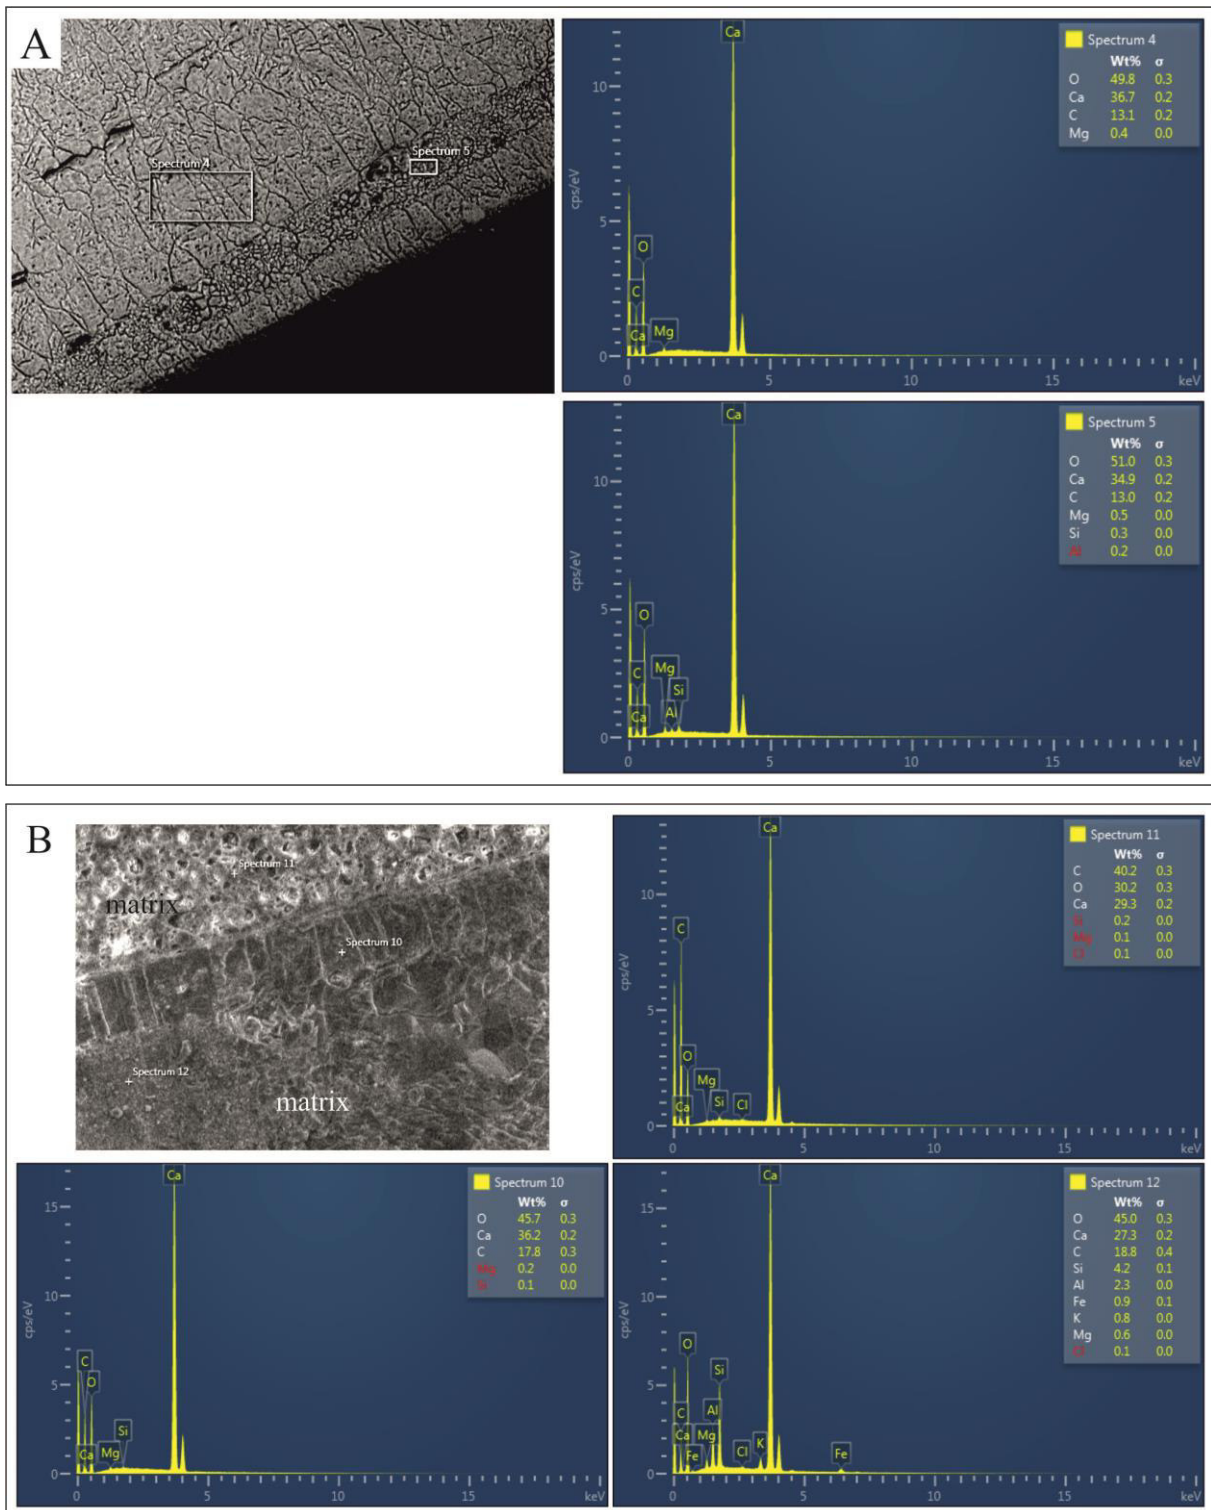 A
Spectrum 4
Spectrum 5
Ca
O
C
Ca
Mg
10
5
0
cps/eV
0
5
10
15
keV
Spectrum 4
Wt% σ
O 49.8 0.3
Ca 36.7 0.2
C 13.1 0.2
Mg 0.4 0.0
Ca
O
C
Mg
Si
Al
Ca
10
5
0
cps/eV
0
5
10
15
keV
Spectrum 5
Wt% σ
O 51.0 0.3
Ca 34.9 0.2
C 13.0 0.2
Mg 0.5 0.0
Si 0.3 0.0
Al 0.2 0.0
B
Spectrum 11
matrix
Spectrum 10
Spectrum 12
matrix
Ca
C
O
Mg
Ca
Si
Cl
10
5
0
cps/eV
0
5
10
15
keV
Spectrum 11
Wt% σ
C 40.2 0.3
O 30.2 0.3
Ca 29.3 0.2
Si 0.2 0.0
Mg 0.1 0.0
Cl 0.1 0.0
Ca
C
O
Si
Ca
Mg
15
10
5
0
cps/eV
0
5
10
15
keV
Spectrum 10
Wt% σ
O 45.7 0.3
Ca 36.2 0.2
C 17.8 0.3
Mg 0.2 0.0
Si 0.1 0.0
Ca
O
Si
C
Al
Ca
Mg
Fe
Cl
K
Fe
15
10
5
0
cps/eV
0
5
10
15
keV
Spectrum 12
Wt% σ
O 45.0 0.3
Ca 27.3 0.2
C 18.8 0.4
Si 4.2 0.1
Al 2.3 0.0
Fe 0.9 0.1
K 0.8 0.0
Mg 0.6 0.0
Cl 0.1 0.0